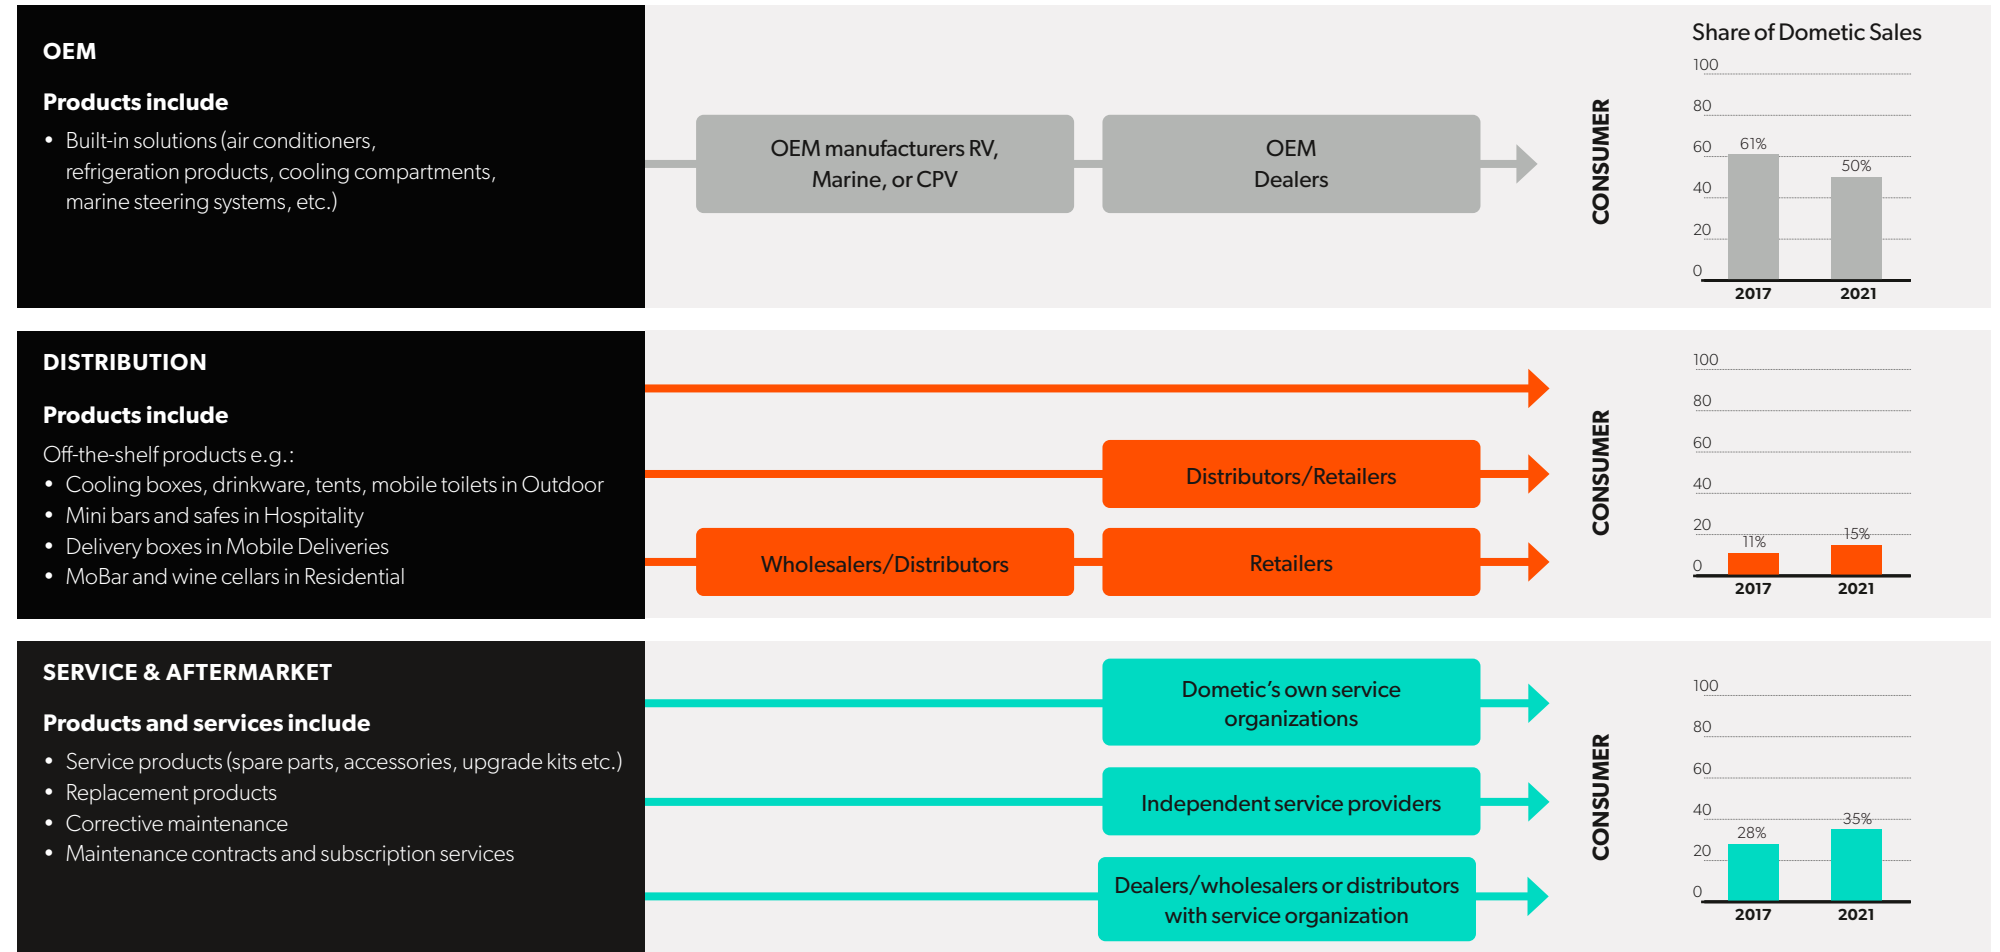 OEM
Products include
• Built-in solutions (air conditioners,
refrigeration products, cooling compartments,
marine steering systems, etc.)
OEM manufacturers RV,
Marine, or CPV
OEM
Dealers
CONSUMER
Share of Dometic Sales
100
80
60
40
20
0
61%
50%
2017
2021
DISTRIBUTION
Products include
Off-the-shelf products e.g.:
• Cooling boxes, drinkware, tents, mobile toilets in Outdoor
• Mini bars and safes in Hospitality
• Delivery boxes in Mobile Deliveries
• MoBar and wine cellars in Residential
Distributors/Retailers
Wholesalers/Distributors
Retailers
CONSUMER
100
80
60
40
20
0
11%
15%
2017
2021
SERVICE & AFTERMARKET
Products and services include
• Service products (spare parts, accessories, upgrade kits etc.)
• Replacement products
• Corrective maintenance
• Maintenance contracts and subscription services
Dometic’s own service
organizations
Independent service providers
Dealers/wholesalers or distributors
with service organization
CONSUMER
100
80
60
40
20
0
28%
35%
2017
2021